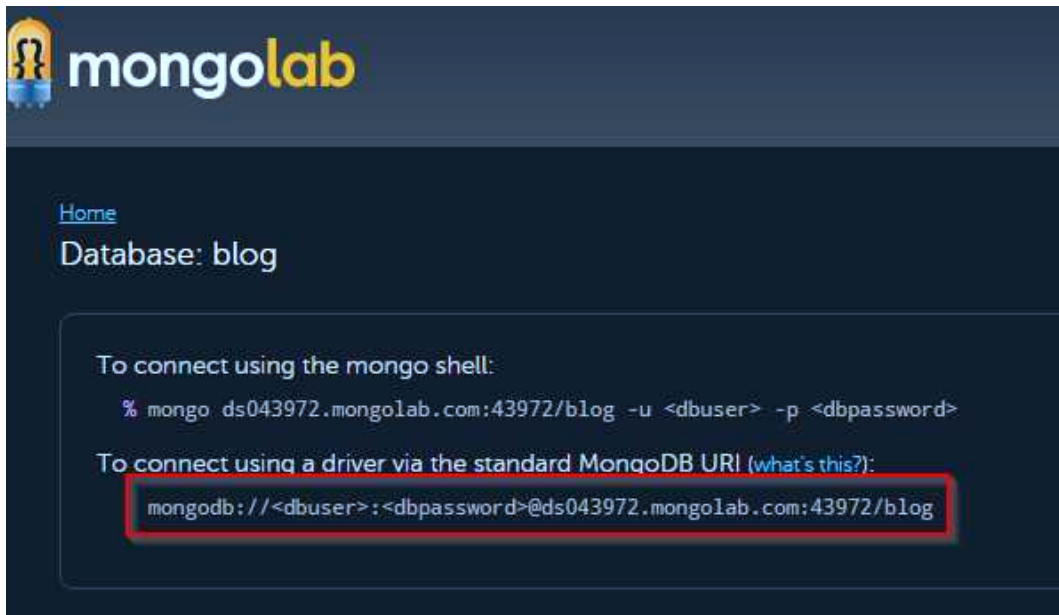 mongolab
Home
Database: blog
To connect using the mongo shell:
% mongo ds043972.mongolab.com:43972/blog -u <dbuser> -p <dbpassword>
To connect using a driver via the standard MongoDB URI (what's this?):
mongodb://<dbuser>:<dbpassword>@ds043972.mongolab.com:43972/blog